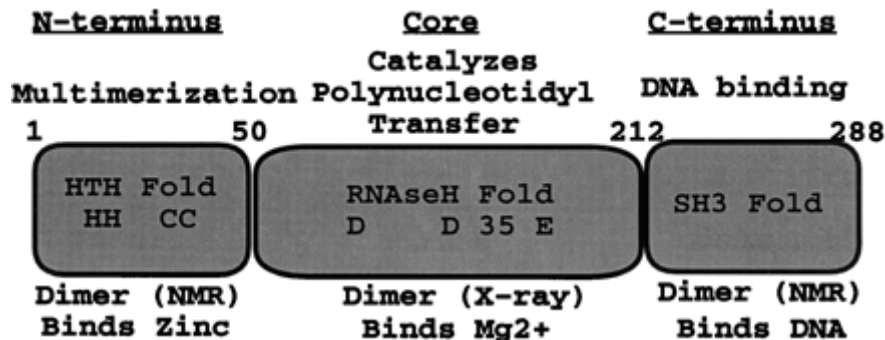 N-terminus Core C-terminus
Catalyzes
Multimerization Polynucleotidyl DNA binding
Transfer
1 50 212 288
HTH Fold RNAseH Fold SH3 Fold
HH CC D D 35 E
Dimer (NMR) Dimer (X-ray) Dimer (NMR)
Binds Zinc Binds Mg2+ Binds DNA